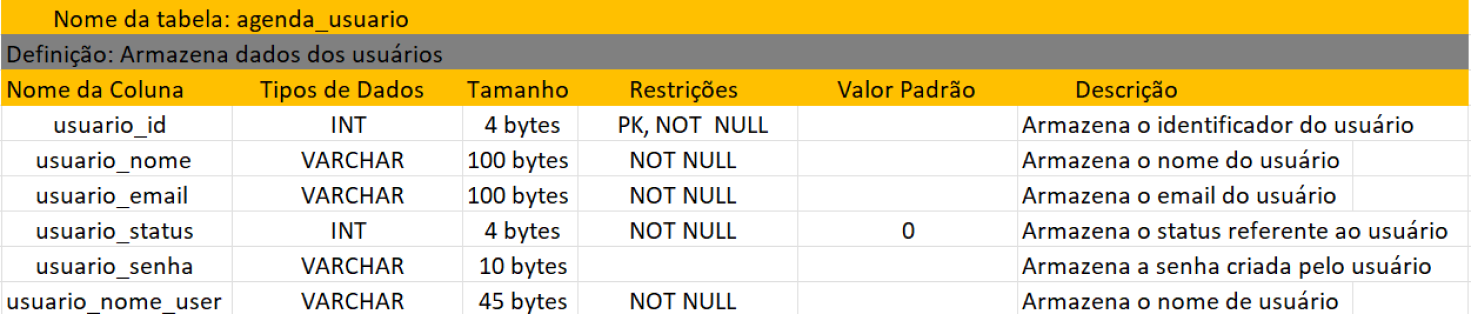 Nome da tabela: agenda_usuario
Definição: Armazena dados dos usuários
Nome da Coluna Tipos de Dados Tamanho Restrições Valor Padrão Descrição
usuario_id INT 4 bytes PK, NOT NULL Armazena o identificador do usuário
usuario_nome VARCHAR 100 bytes NOT NULL Armazena o nome do usuário
usuario_email VARCHAR 100 bytes NOT NULL Armazena o email do usuário
usuario_status INT 4 bytes NOT NULL 0 Armazena o status referente ao usuário
usuario_senha VARCHAR 10 bytes Armazena a senha criada pelo usuário
usuario_nome_user VARCHAR 45 bytes NOT NULL Armazena o nome de usuário